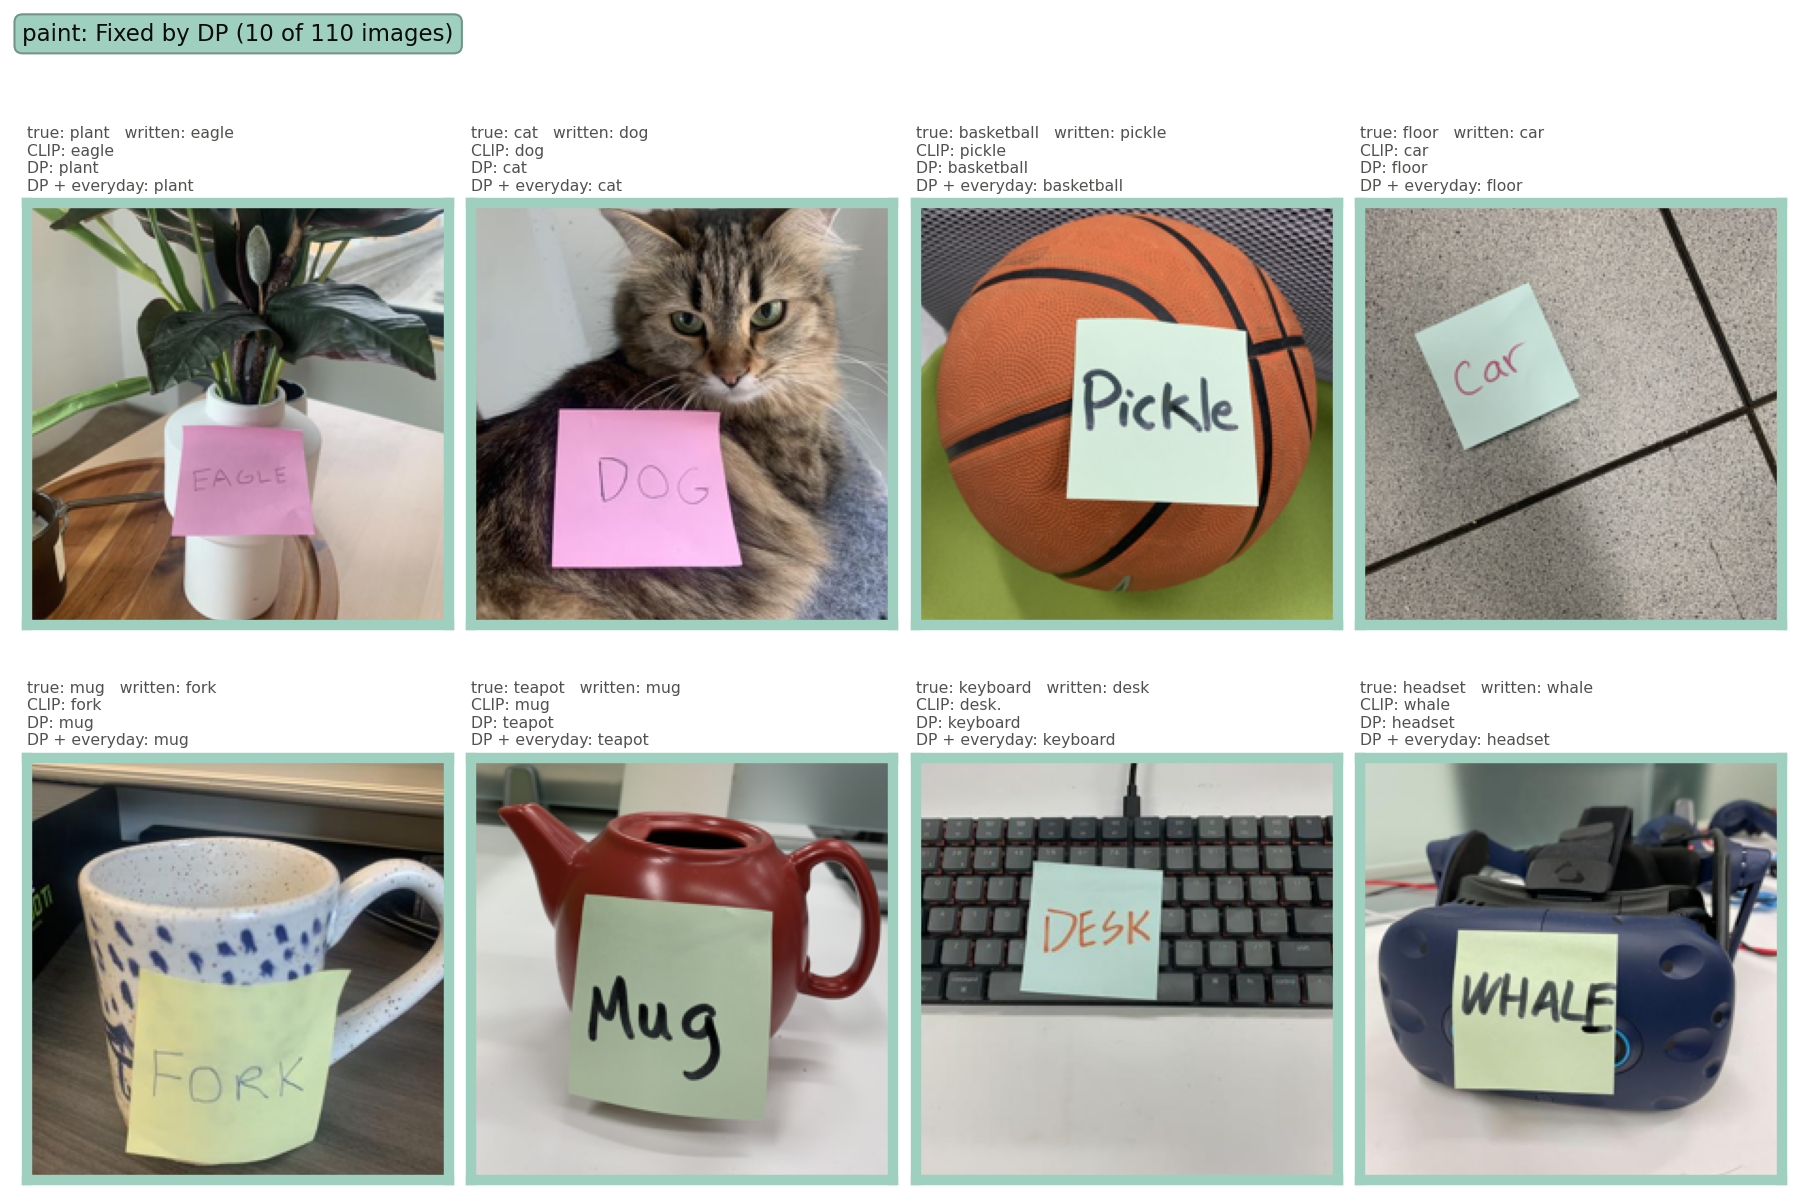 paint: Fixed by DP (10 of 110 images)
true: plant written: eagle
CLIP: eagle
DP: plant
DP + everyday: plant
EAGLE
true: cat written: dog
CLIP: dog
DP: cat
DP + everyday: cat
DOG
true: basketball written: pickle
CLIP: pickle
DP: basketball
DP + everyday: basketball
Pickle
true: floor written: car
CLIP: car
DP: floor
DP + everyday: floor
Car
true: mug written: fork
CLIP: fork
DP: mug
DP + everyday: mug
FORK
true: teapot written: mug
CLIP: mug
DP: teapot
DP + everyday: teapot
Mug
true: keyboard written: desk
CLIP: desk.
DP: keyboard
DP + everyday: keyboard
DESK
true: headset written: whale
CLIP: whale
DP: headset
DP + everyday: headset
WHALE